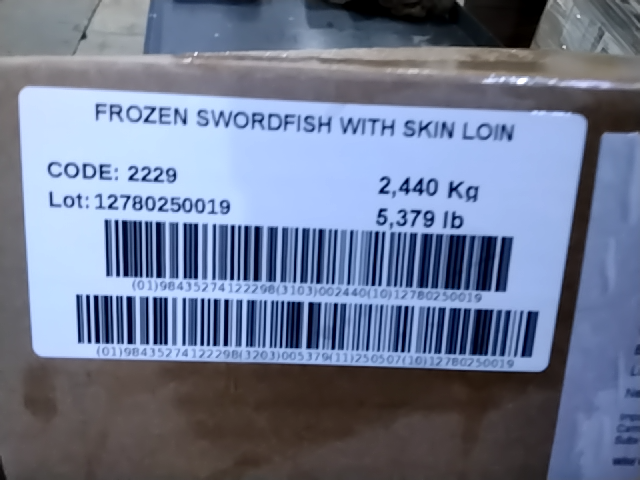 FROZEN SWORDFISH WITH SKIN LOIN
CODE: 2229
2,440 Kg
Lot: 12780250019
5,379 lb
(01)98435274122298(3103)002440(10)12780250019
(01)98435274122298(3203)005379(11)250507(10)12780250019